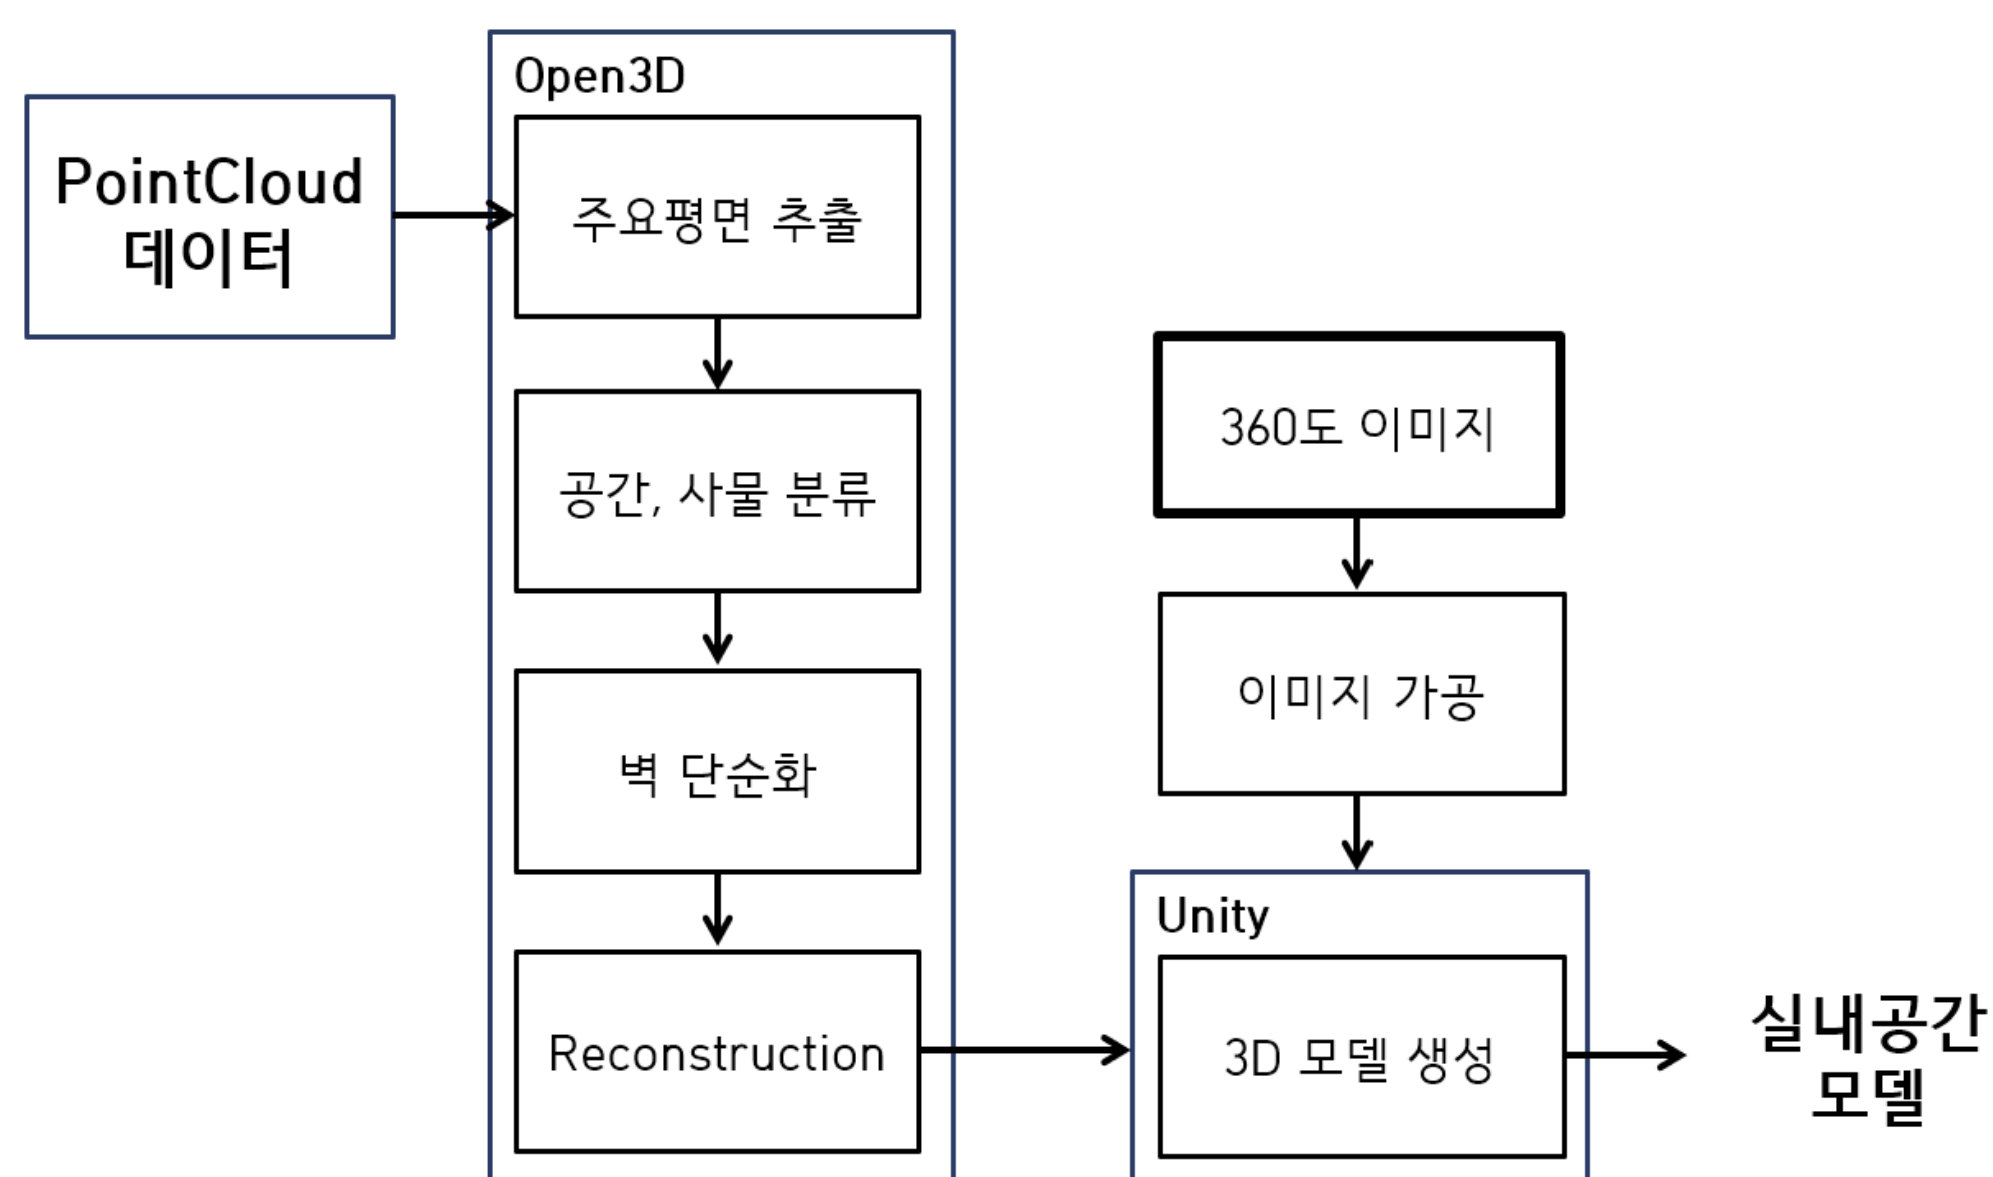 PointCloud
데이터
Open3D
주요평면 추출
공간, 사물 분류
벽 단순화
Reconstruction
360도 이미지
이미지 가공
Unity
3D 모델 생성
실내공간
모델